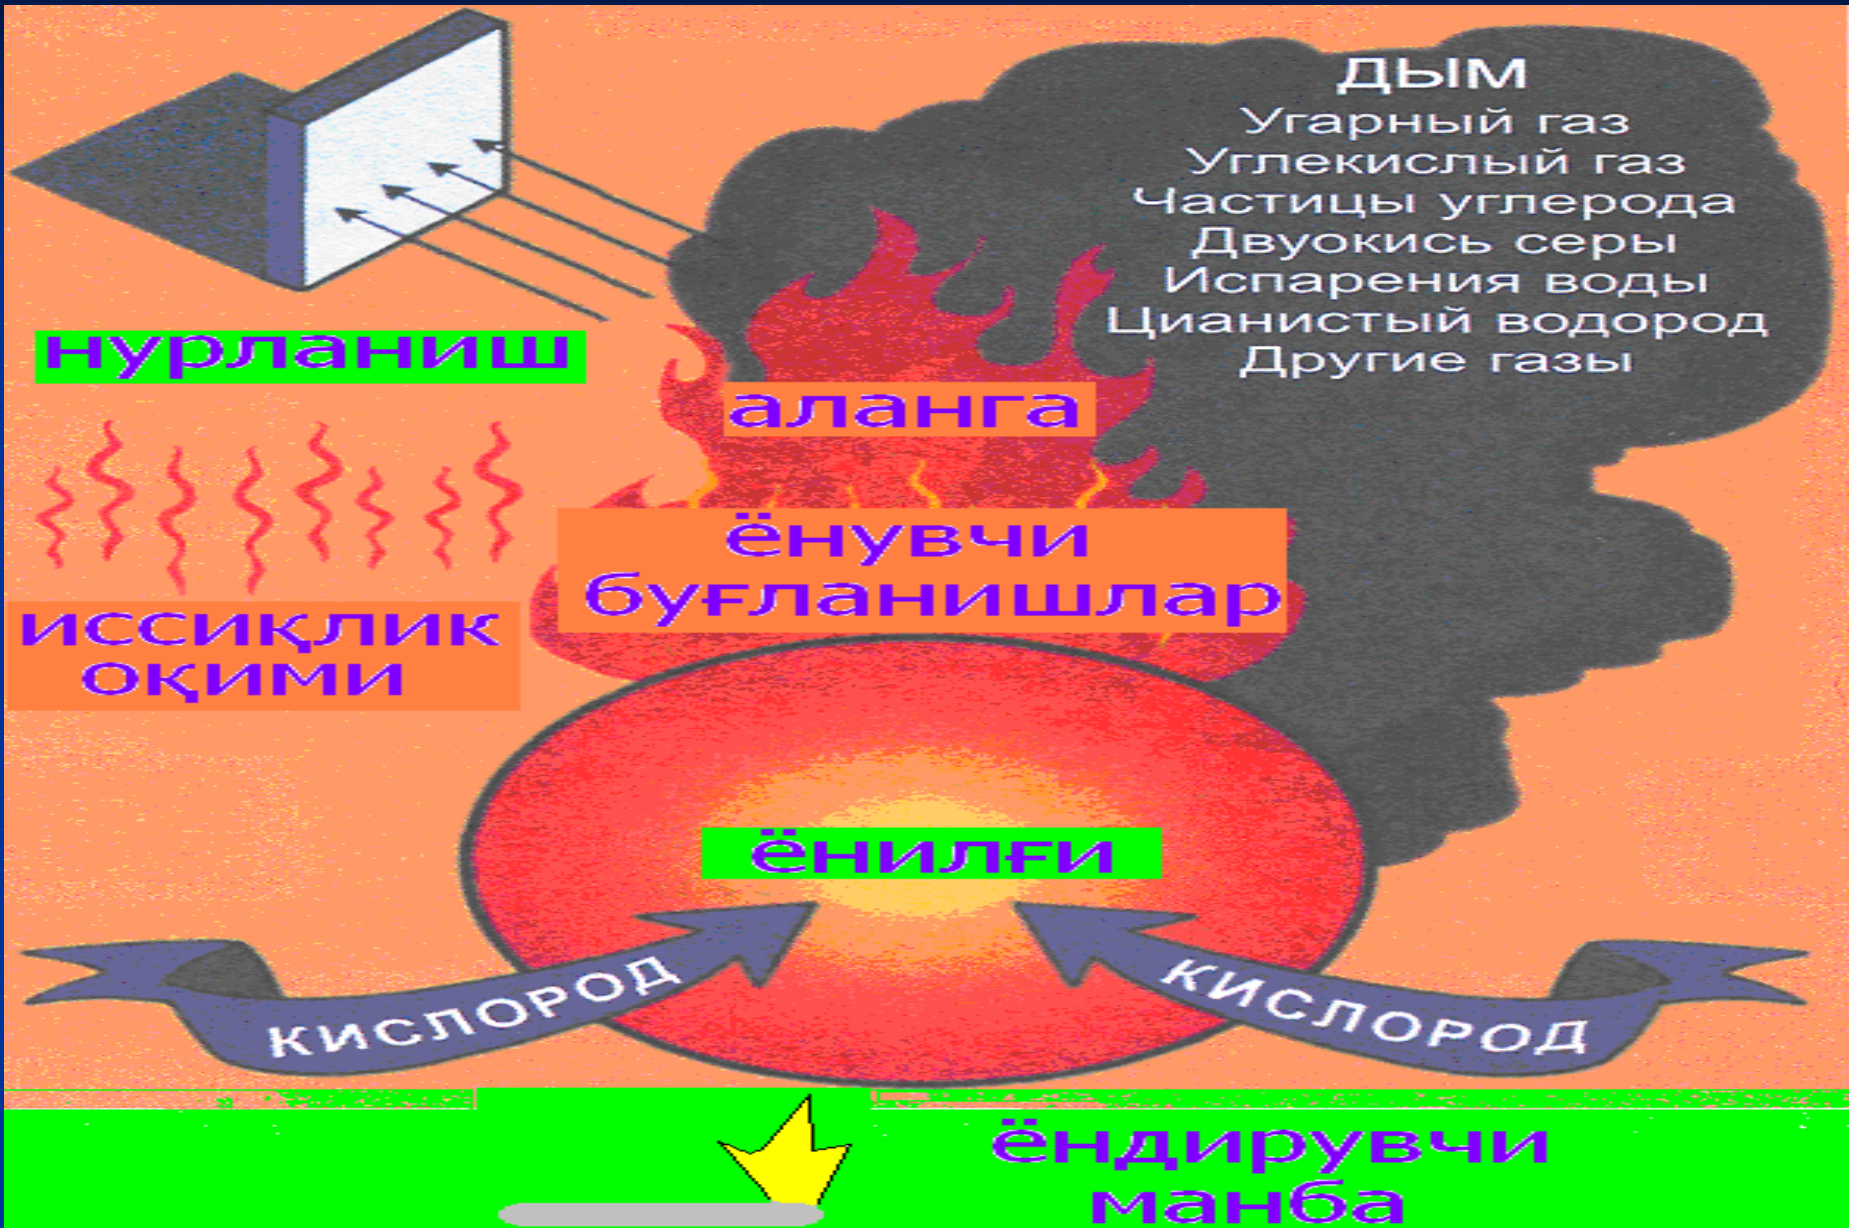 ДЫМ
Угарный газ
Углекислый газ
Частицы углерода
Двуокись серы
Испарения воды
Цианистый водород
Другие газы
нурланиш
аланга
ёнувчи
буғланишлар
иссиқлик
оқими
ёнилғи
КИСЛОРОД
КИСЛОРОД
ёндирувчи
манба